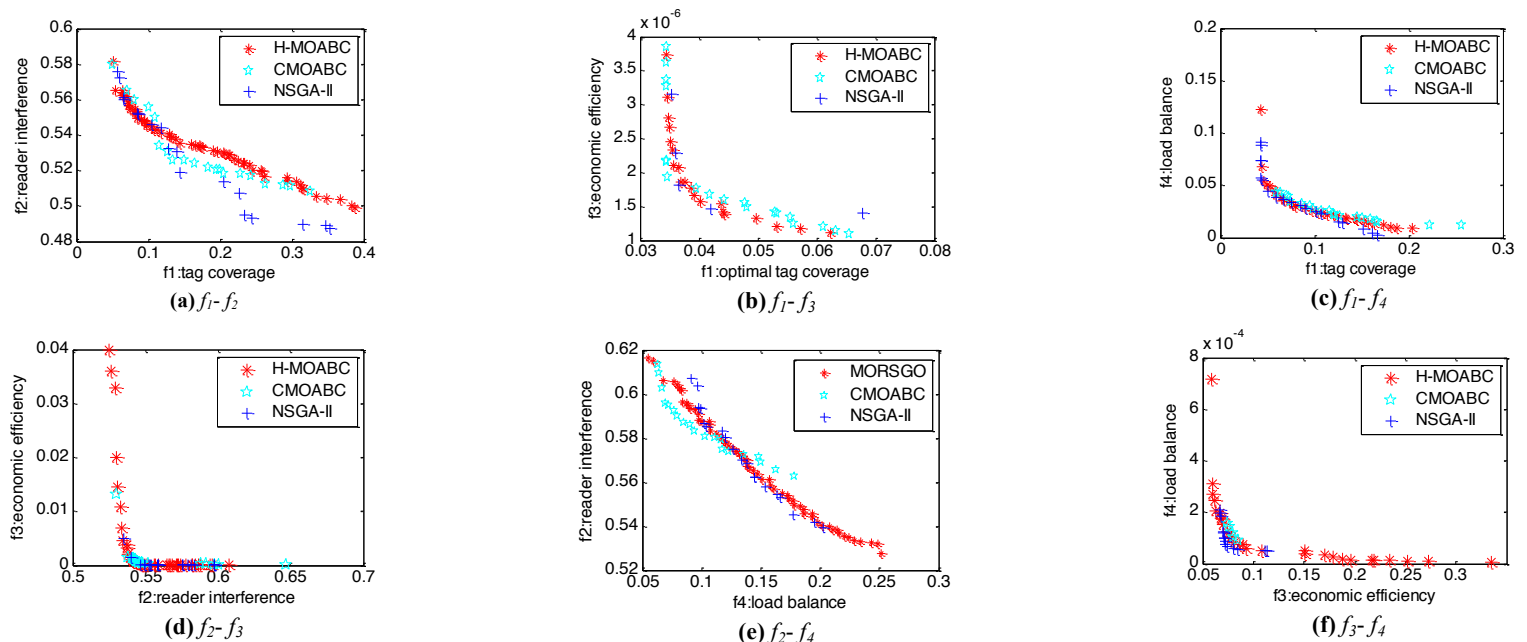 0.6
0.58
0.56
0.54
0.52
0.5
0.48
0 0.1 0.2 0.3 0.4
f2:reader interference
f1:tag coverage
H-MOABC
CMOABC
NSGA-II
(a) f1- f2
x 10-6
4
3.5
3
2.5
2
1.5
1
0.03 0.04 0.05 0.06 0.07 0.08
f3:economic efficiency
f1:optimal tag coverage
H-MOABC
CMOABC
NSGA-II
(b) f1- f3
0.2
0.15
0.1
0.05
0
0 0.1 0.2 0.3
f4:load balance
f1:tag coverage
H-MOABC
CMOABC
NSGA-II
(c) f1- f4
0.04
0.03
0.02
0.01
0
0.5 0.55 0.6 0.65 0.7
f3:economic efficiency
f2:reader interference
H-MOABC
CMOABC
NSGA-II
(d) f2- f3
0.62
0.6
0.58
0.56
0.54
0.52
0.05 0.1 0.15 0.2 0.25 0.3
f2:reader interference
f4:load balance
MORSGO
CMOABC
NSGA-II
(e) f2- f4
x 10-4
8
6
4
2
0
0.05 0.1 0.15 0.2 0.25 0.3
f4:load balance
f3:economic efficiency
H-MOABC
CMOABC
NSGA-II
(f) f3- f4